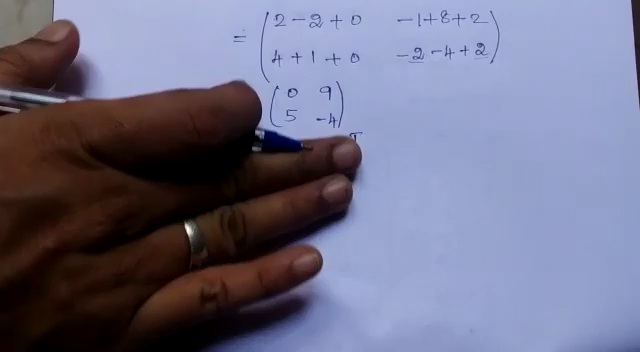 = ( 2 - 2 + 0   -1 + 8 + 2
4 + 1 + 0   -2 - 4 + 2 )
( 0   9
5   -4 )
T